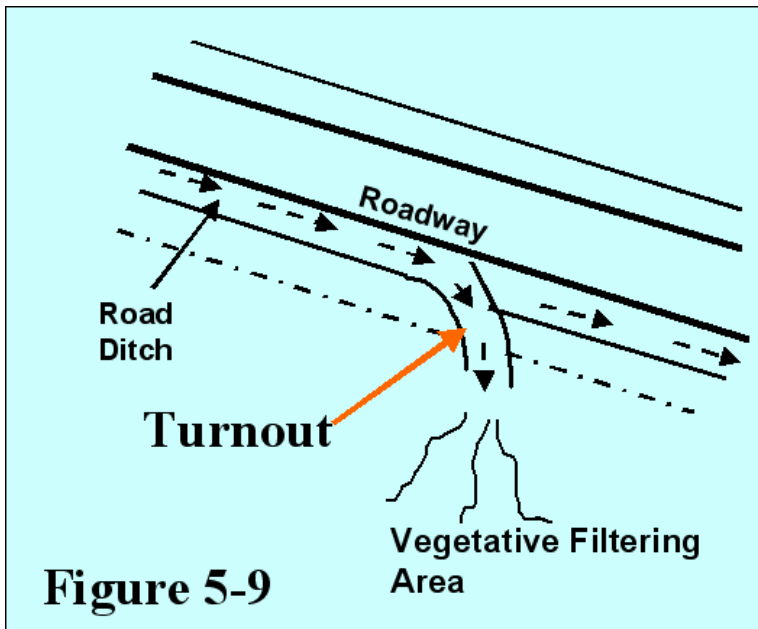 Roadway
Road
Ditch
Turnout
Vegetative Filtering
Area
Figure 5-9